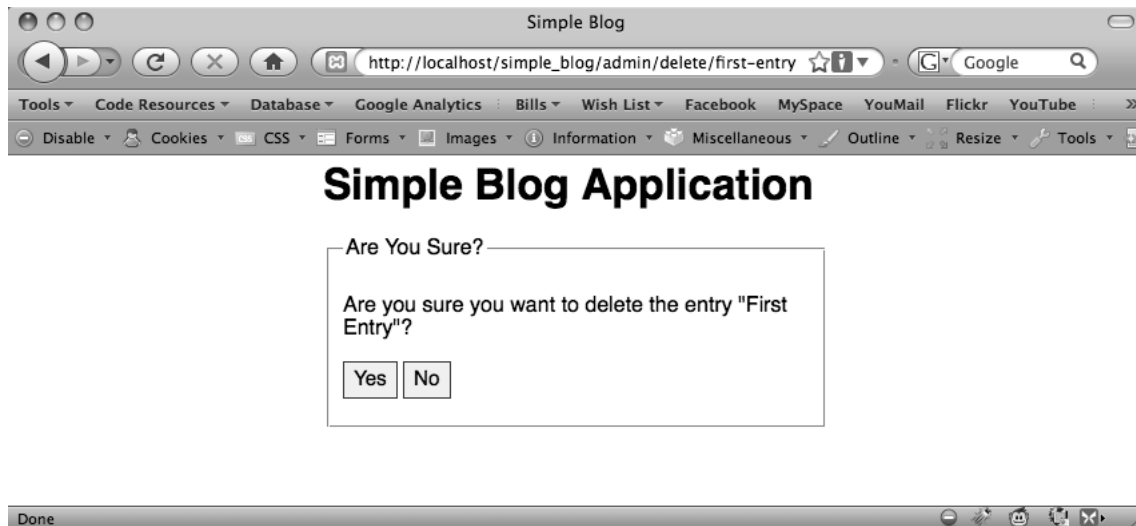 Simple Blog
http://localhost/simple_blog/admin/delete/first-entry
Google
Tools Code Resources Database Google Analytics Bills Wish List Facebook MySpace YouMail Flickr YouTube »
Disable Cookies CSS Forms Images Information Miscellaneous Outline Resize Tools
Simple Blog Application
Are You Sure?
Are you sure you want to delete the entry "First
Entry"?
Yes No
Done